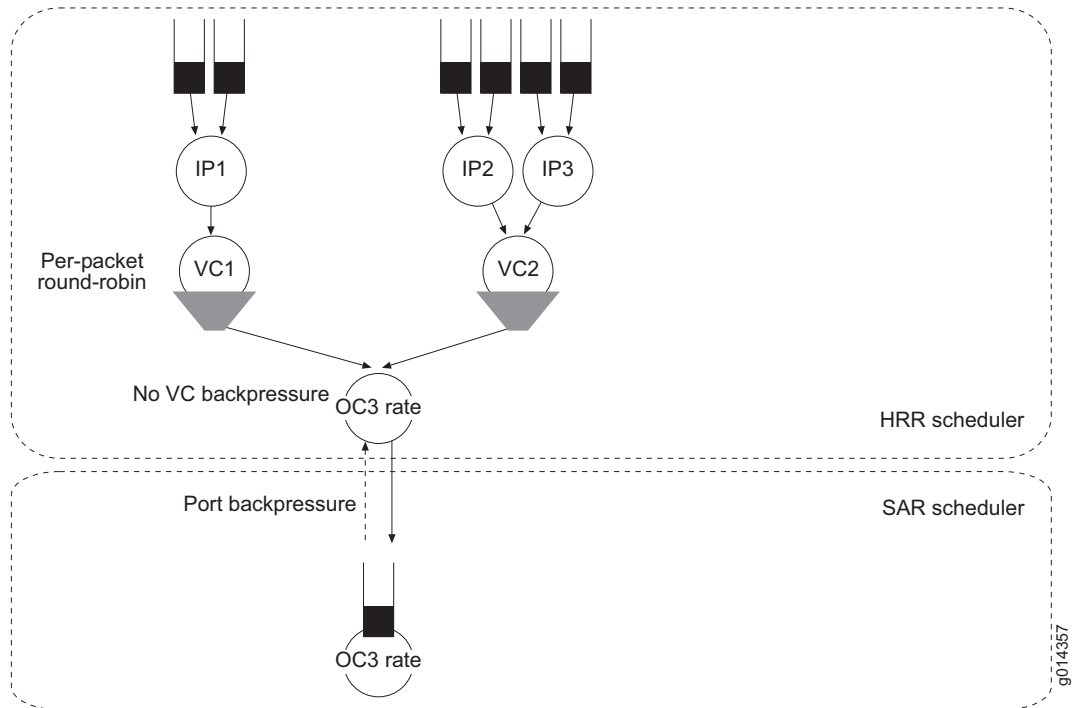 IP1
IP2
IP3
Per-packet
round-robin
VC1
VC2
No VC backpressure
OC3 rate
HRR scheduler
Port backpressure
SAR scheduler
OC3 rate
g014357